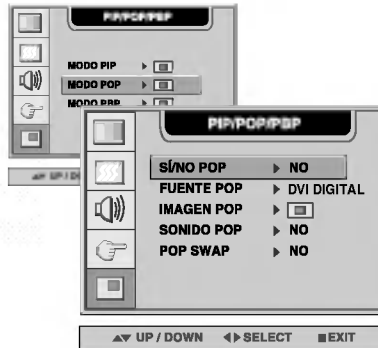 PIP/POP/PBP
MODO PIP
MODO POP
MODO PBP
PIP/POP/PBP
SÍ/NO POP NO
FUENTE POP DVI DIGITAL
IMAGEN POP
SONIDO POP NO
POP SWAP NO
UP / DOWN SELECT EXIT